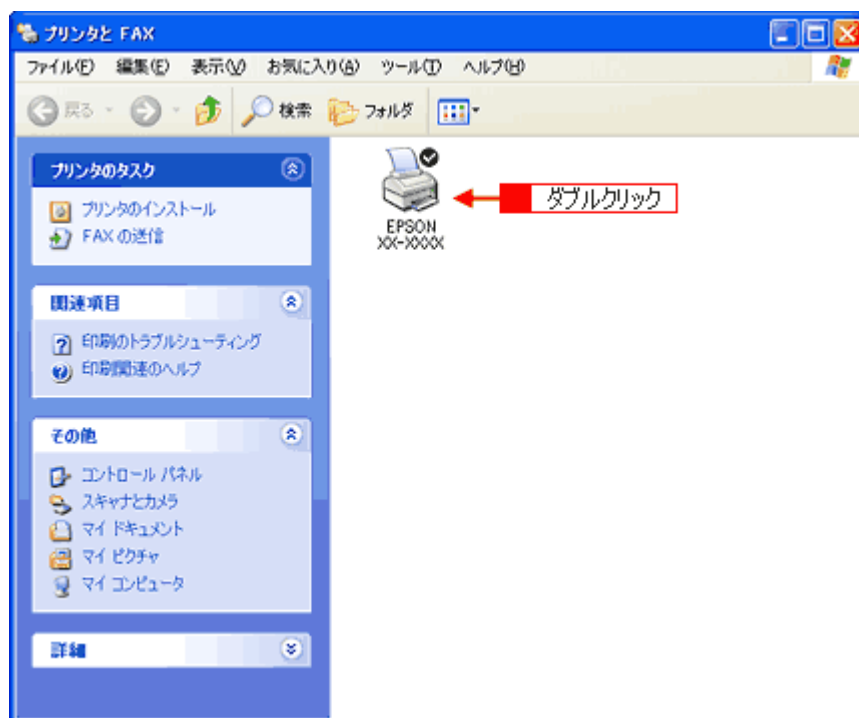 プリンタと FAX
ファイル(F) 編集(E) 表示(V) お気に入り(A) ツール(T) ヘルプ(H)
戻る 検索 フォルダ
プリンタのタスク
プリンタのインストール
FAX の送信
関連項目
印刷のトラブルシューティング
印刷関連のヘルプ
その他
コントロール パネル
スキャナとカメラ
マイ ドキュメント
マイ ピクチャ
マイ コンピュータ
詳細
EPSON
XX-XXXX
ダブルクリック